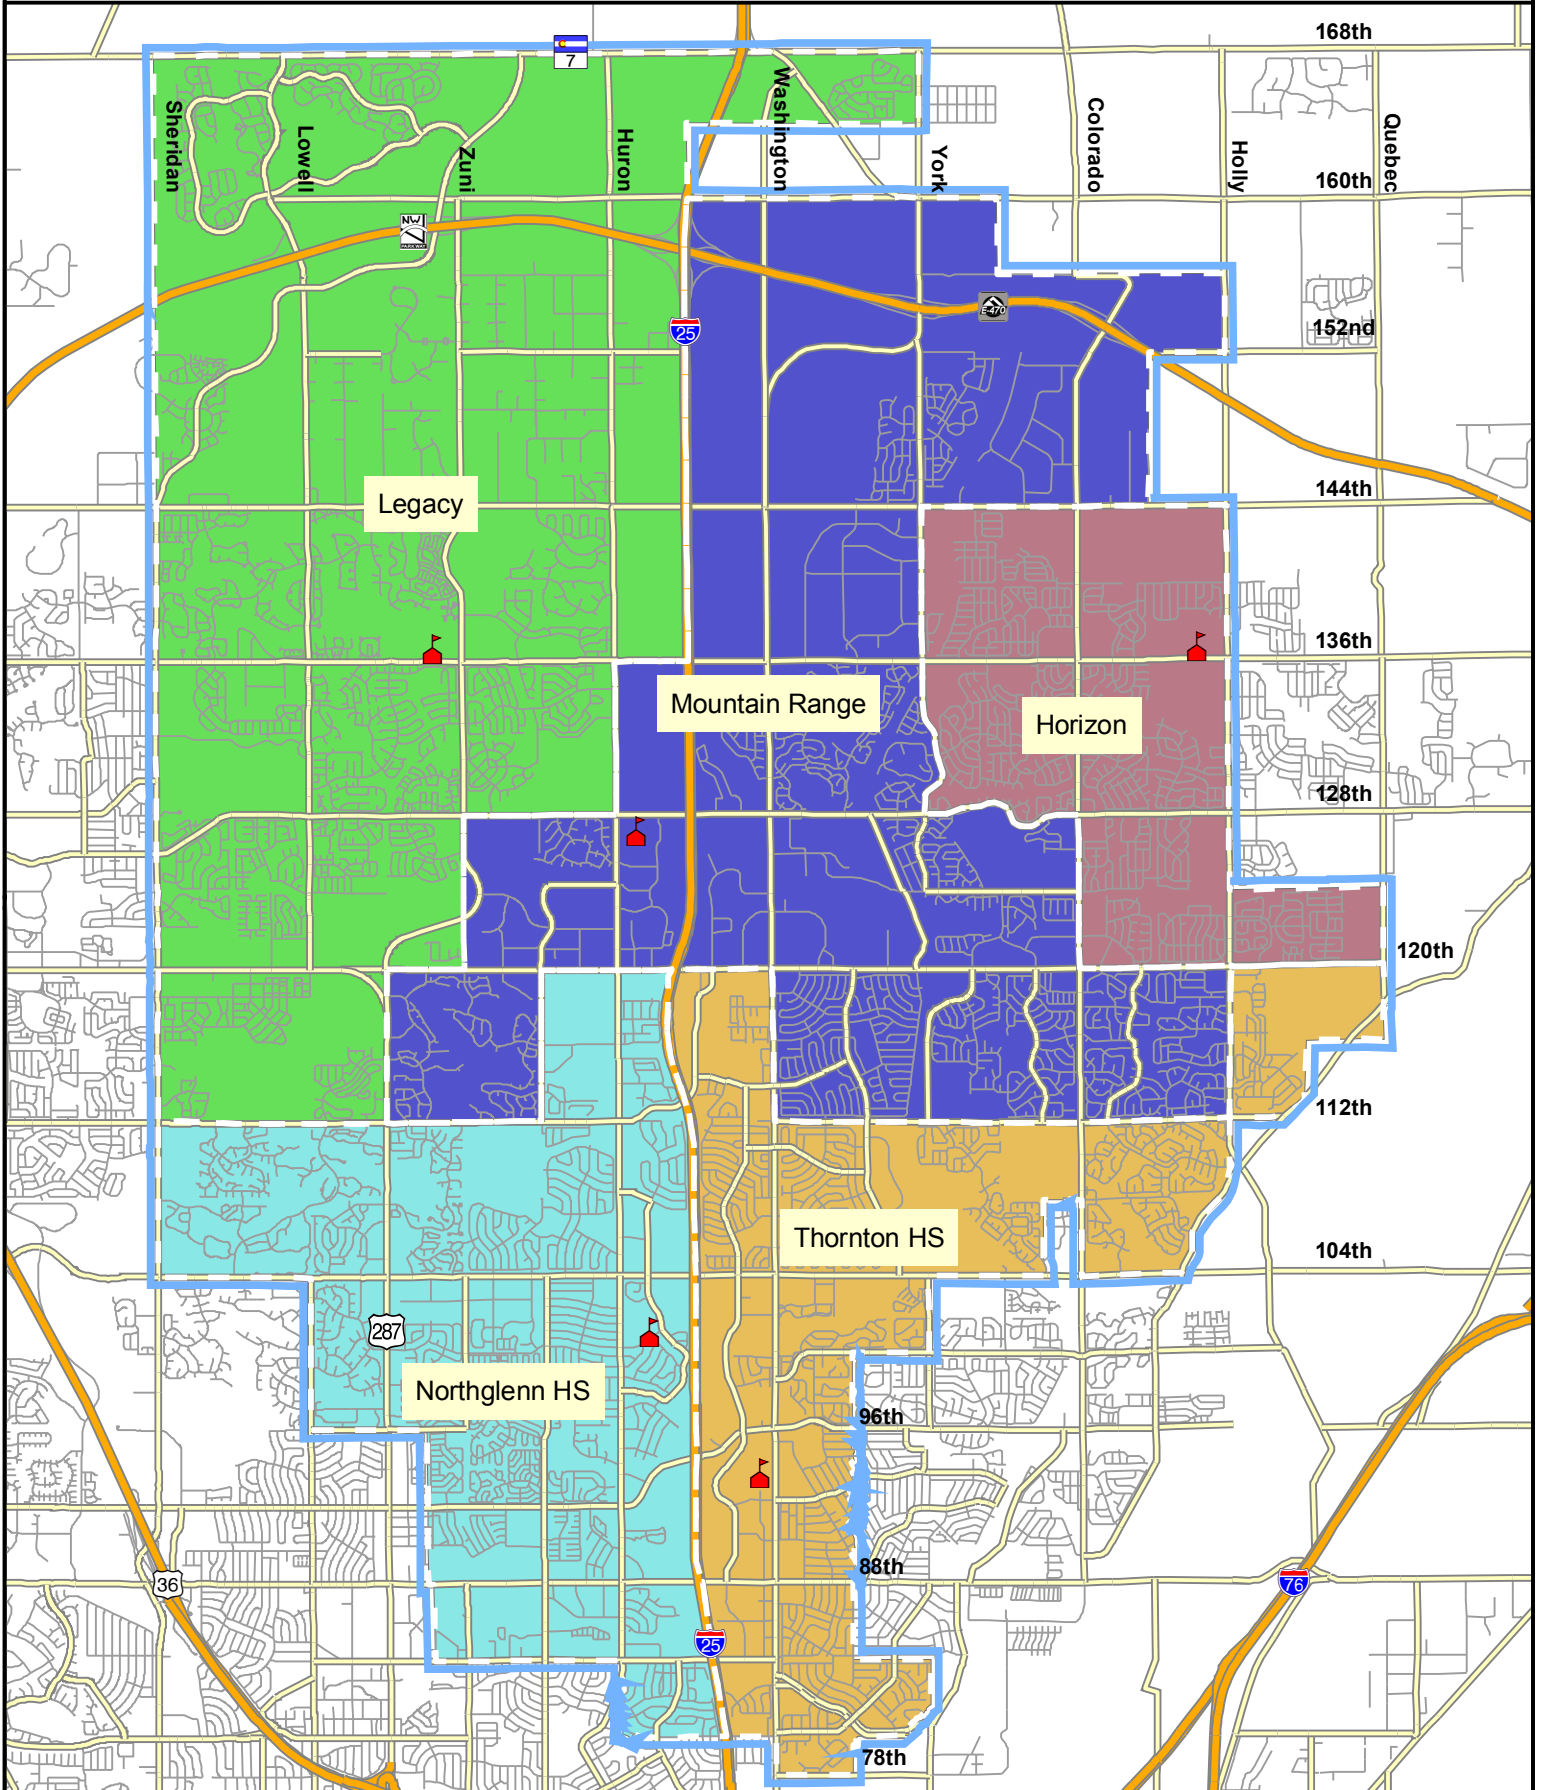 168th
7
Washington
Sheridan
Lowell
Zuni
Huron
York
Colorado
Holly
Quebec
160th
NW
PARKWAY
E-470
25
152nd
144th
Legacy
136th
Mountain Range
Horizon
128th
120th
112th
Thornton HS
104th
287
Northglenn HS
96th
88th
36
76
25
78th